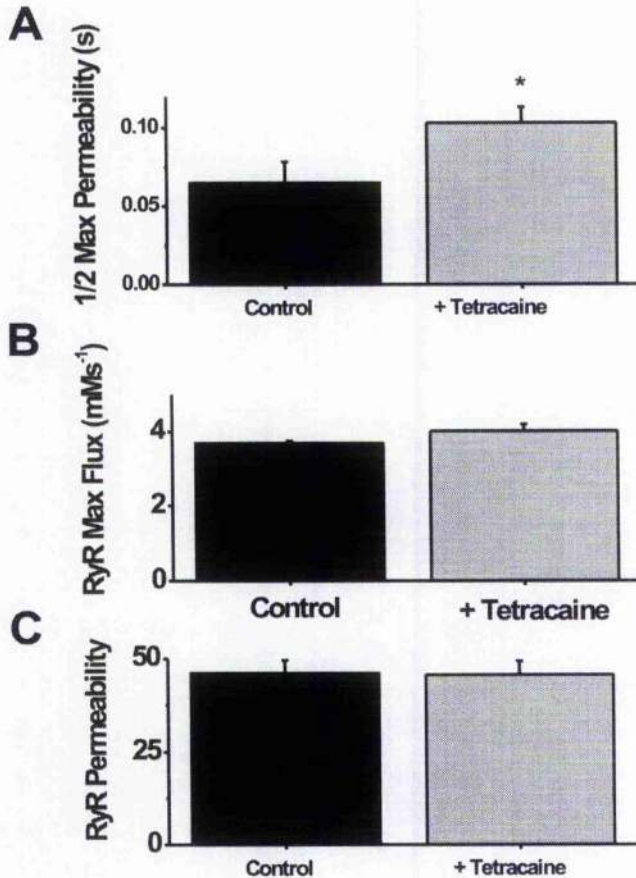 A
1/2 Max Permeability (s)
0.10
0.05
0.00
*
Control
+ Tetracaine
B
RyR Max Flux (mMs⁻¹)
4
2
0
Control
+ Tetracaine
C
RyR Permeability
50
25
0
Control
+ Tetracaine